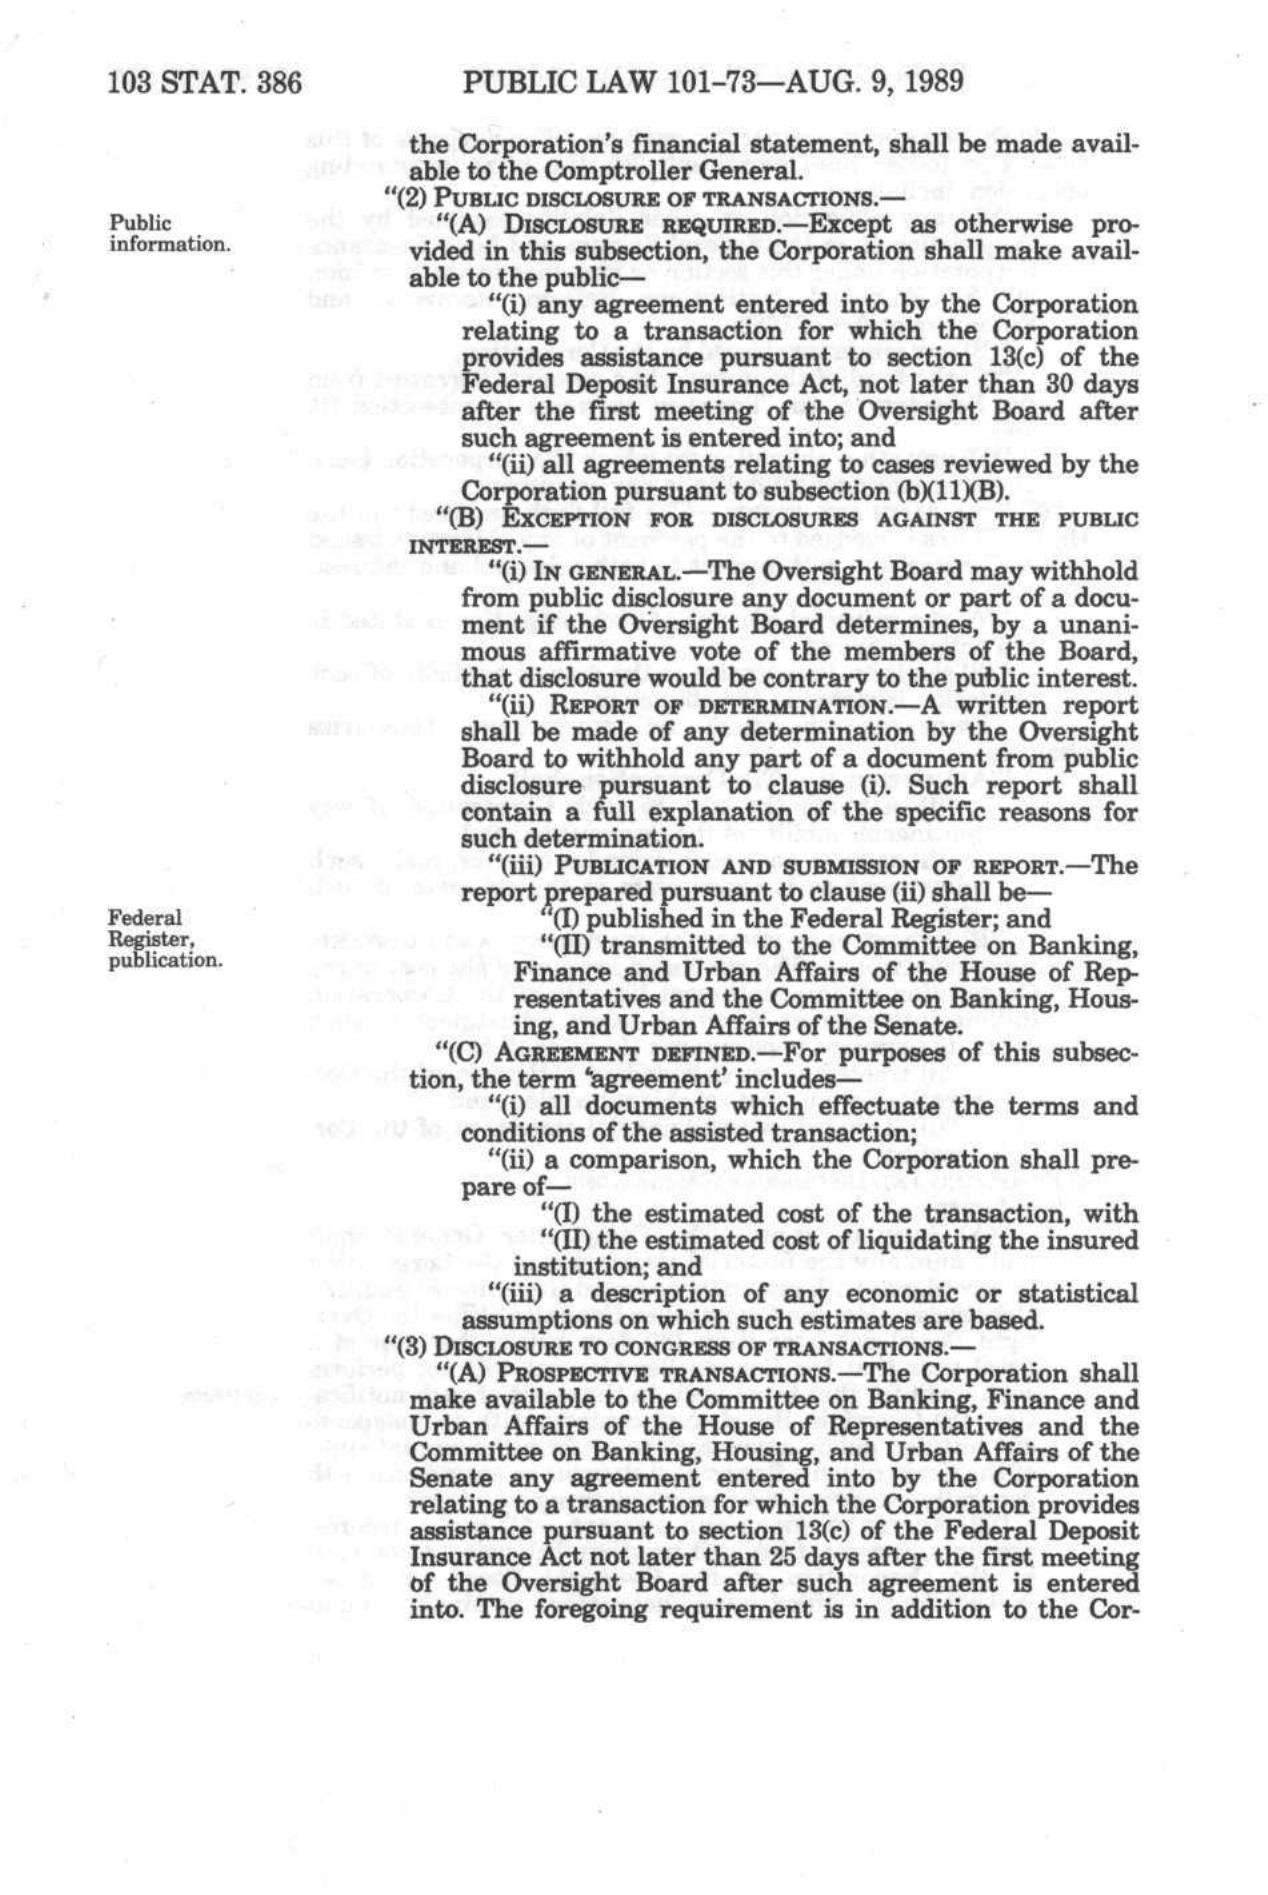 103 STAT. 386 PUBLIC LAW 101-73—AUG. 9, 1989
the Corporation's financial statement, shall be made avail-
able to the Comptroller General.
"(2) PUBLIC DISCLOSURE OF TRANSACTIONS.—
Public
information.
"(A) DISCLOSURE REQUIRED.—Except as otherwise pro-
vided in this subsection, the Corporation shall make avail-
able to the public—
"(i) any agreement entered into by the Corporation
relating to a transaction for which the Corporation
provides assistance pursuant to section 13(c) of the
Federal Deposit Insurance Act, not later than 30 days
after the first meeting of the Oversight Board after
such agreement is entered into; and
"(ii) all agreements relating to cases reviewed by the
Corporation pursuant to subsection (b)(11)(B).
"(B) EXCEPTION FOR DISCLOSURES AGAINST THE PUBLIC
INTEREST.—
"(i) IN GENERAL.—The Oversight Board may withhold
from public disclosure any document or part of a docu-
ment if the Oversight Board determines, by a unani-
mous affirmative vote of the members of the Board,
that disclosure would be contrary to the public interest.
"(ii) REPORT OF DETERMINATION.—A written report
shall be made of any determination by the Oversight
Board to withhold any part of a document from public
disclosure pursuant to clause (i). Such report shall
contain a full explanation of the specific reasons for
such determination.
"(iii) PUBLICATION AND SUBMISSION OF REPORT.—The
report prepared pursuant to clause (ii) shall be—
Federal
Register,
publication.
"(I) published in the Federal Register; and
"(II) transmitted to the Committee on Banking,
Finance and Urban Affairs of the House of Rep-
resentatives and the Committee on Banking, Hous-
ing, and Urban Affairs of the Senate.
"(C) AGREEMENT DEFINED.—For purposes of this subsec-
tion, the term 'agreement' includes—
"(i) all documents which effectuate the terms and
conditions of the assisted transaction;
"(ii) a comparison, which the Corporation shall pre-
pare of—
"(I) the estimated cost of the transaction, with
"(II) the estimated cost of liquidating the insured
institution; and
"(iii) a description of any economic or statistical
assumptions on which such estimates are based.
"(3) DISCLOSURE TO CONGRESS OF TRANSACTIONS.—
"(A) PROSPECTIVE TRANSACTIONS.—The Corporation shall
make available to the Committee on Banking, Finance and
Urban Affairs of the House of Representatives and the
Committee on Banking, Housing, and Urban Affairs of the
Senate any agreement entered into by the Corporation
relating to a transaction for which the Corporation provides
assistance pursuant to section 13(c) of the Federal Deposit
Insurance Act not later than 25 days after the first meeting
of the Oversight Board after such agreement is entered
into. The foregoing requirement is in addition to the Cor-